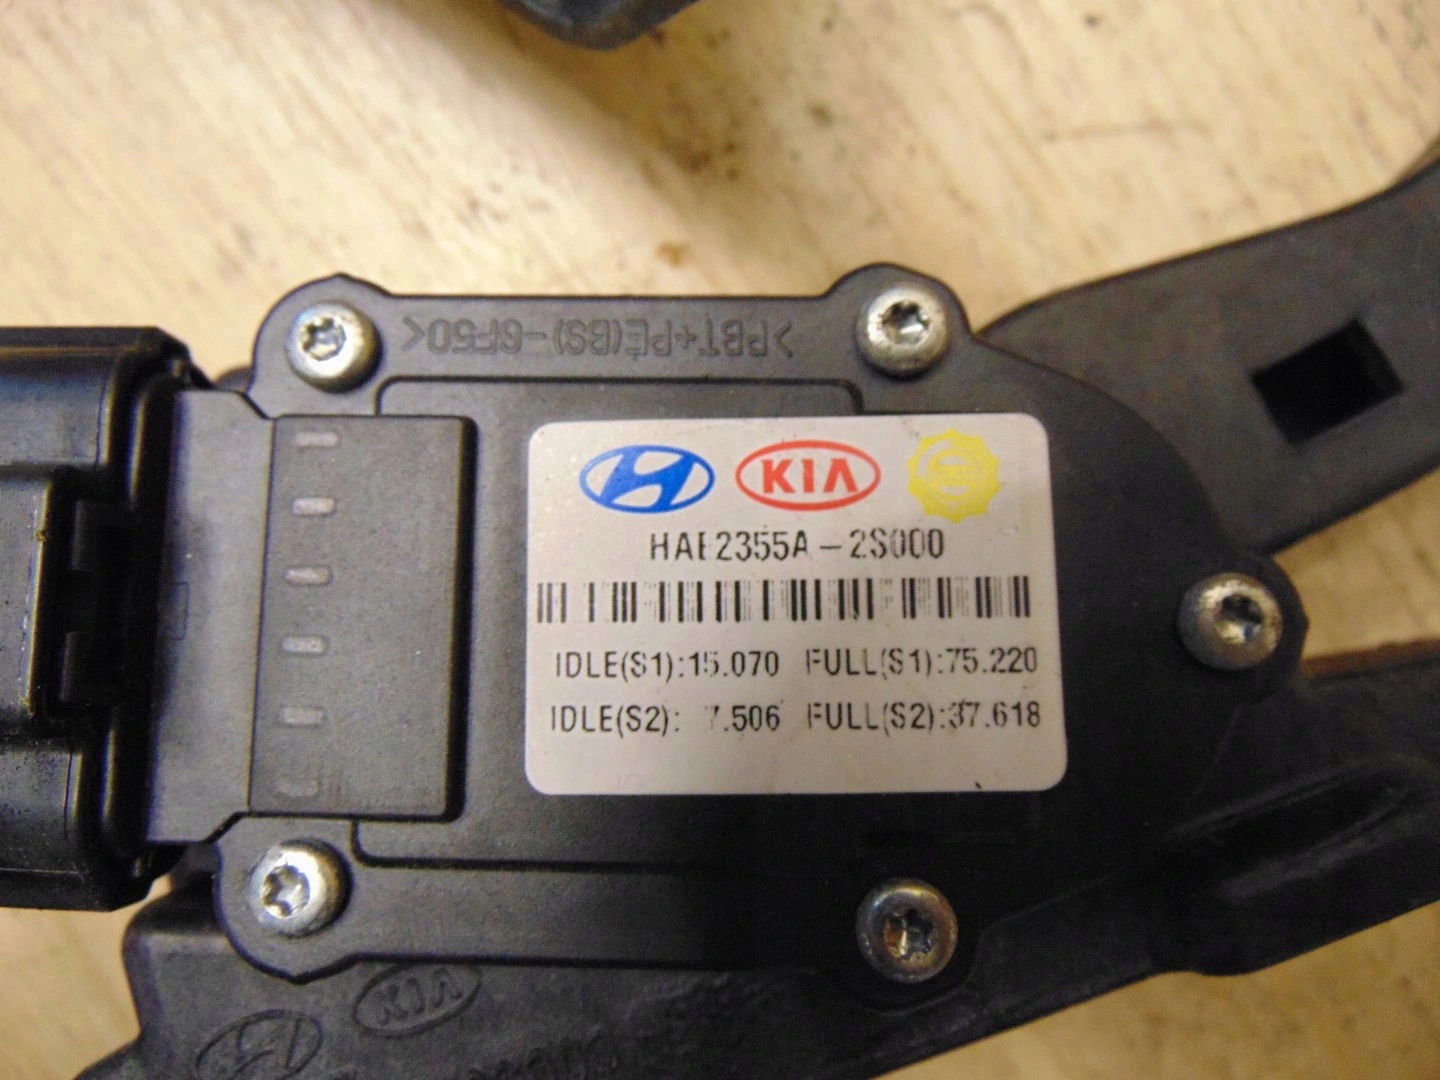 >PBT+PE(BS)-6F50<
KIA
HAE2355A-2S000
IDLE(S1):15.070 FULL(S1):75.220
IDLE(S2): 7.506 FULL(S2):37.618
KIA